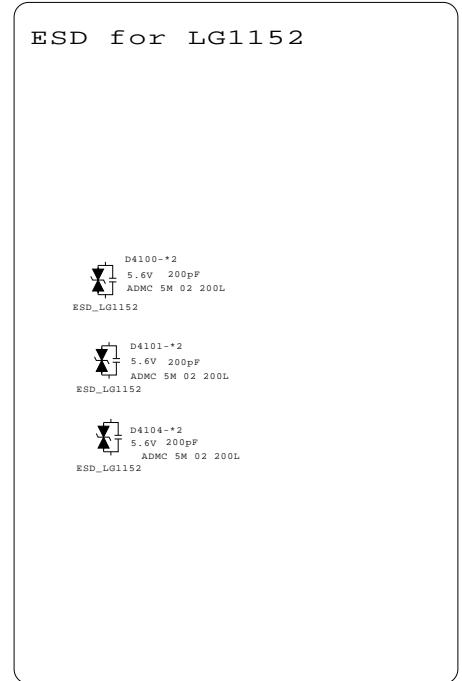 ESD for LG1152
D4100-*2
5.6V 200pF
ADMC 5M 02 200L
ESD_LG1152
D4101-*2
5.6V 200pF
ADMC 5M 02 200L
ESD_LG1152
D4104-*2
5.6V 200pF
ADMC 5M 02 200L
ESD_LG1152